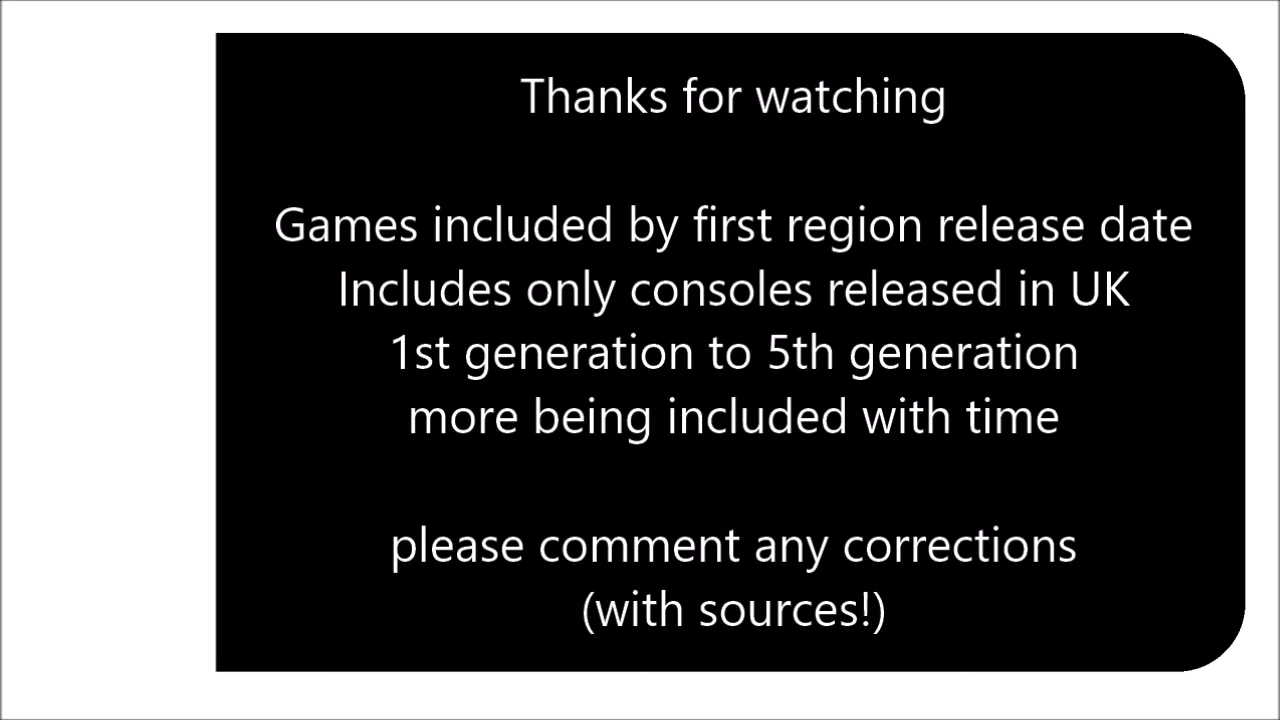 Thanks for watching
Games included by first region release date
Includes only consoles released in UK
1st generation to 5th generation
more being included with time
please comment any corrections
(with sources!)